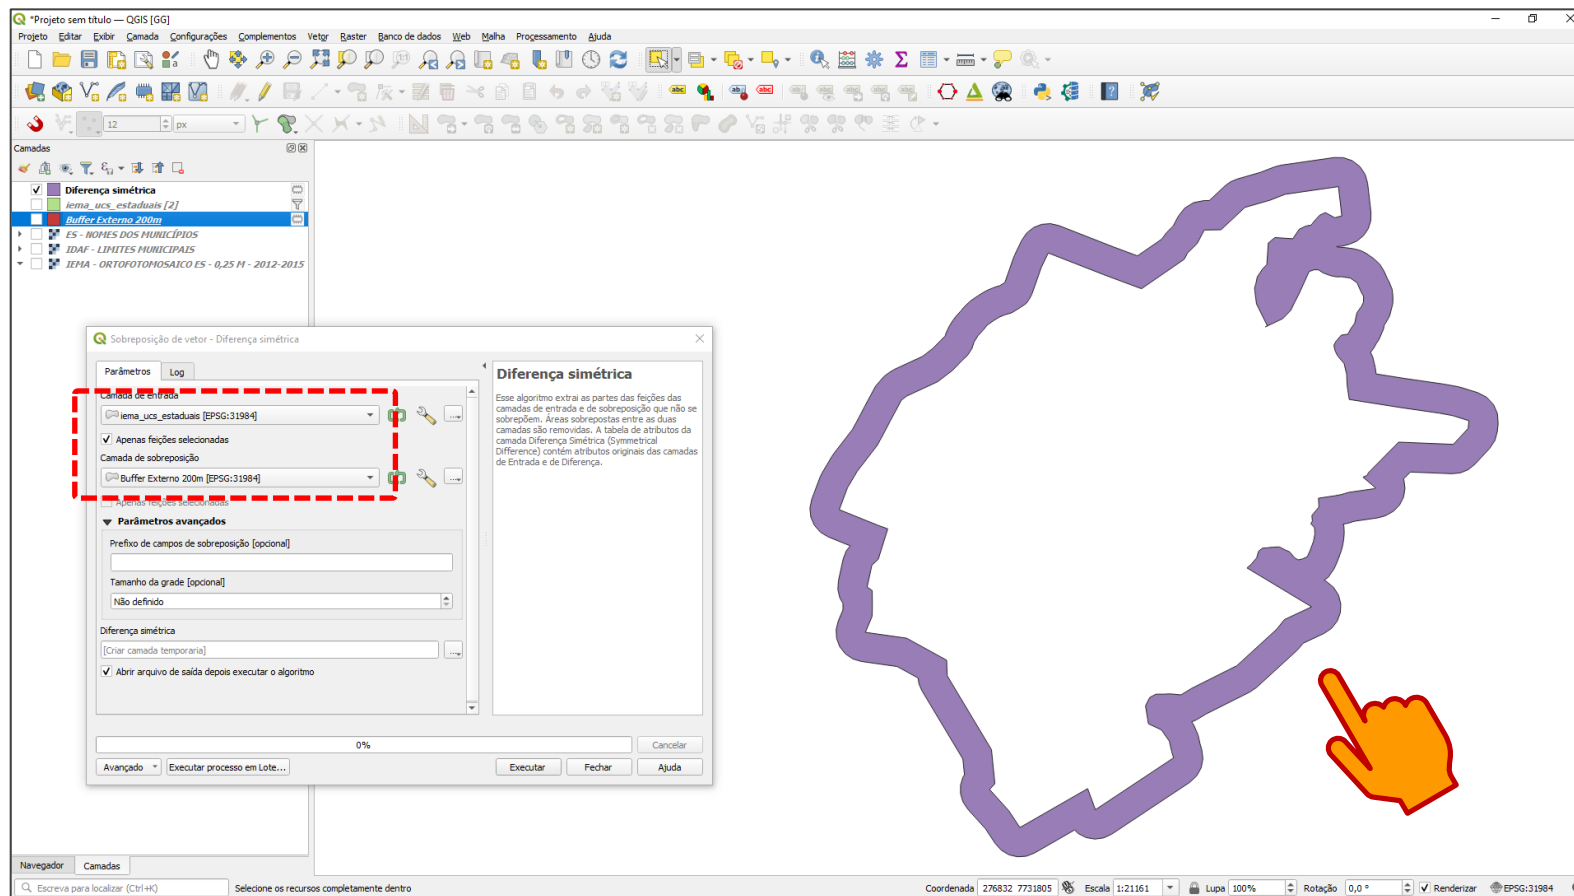 *Projeto sem título — QGIS [GG]
Projeto Editar Exibir Camada Configurações Complementos Vetor Raster Banco de dados Web Malha Processamento Ajuda
12 px
Camadas
Diferença simétrica
iema_ucs_estaduais [2]
Buffer Externo 200m
ES - NOMES DOS MUNICÍPIOS
IDAF - LIMITES MUNICIPAIS
IEMA - ORTOFOTOMOSAICO ES - 0,25 M - 2012-2015
Sobreposição de vetor - Diferença simétrica
Parâmetros Log
Camada de entrada
iema_ucs_estaduais [EPSG:31984]
Apenas feições selecionadas
Camada de sobreposição
Buffer Externo 200m [EPSG:31984]
Apenas feições selecionadas
Parâmetros avançados
Prefixo de campos de sobreposição [opcional]
Tamanho da grade [opcional]
Não definido
Diferença simétrica
[Criar camada temporaria]
Abrir arquivo de saída depois executar o algoritmo
Diferença simétrica
Esse algoritmo extrai as partes das feições das
camadas de entrada e de sobreposição que não se
sobrepõem. Áreas sobrepostas entre as duas
camadas são removidas. A tabela de atributos da
camada Diferença Simétrica (Symmetrical
Difference) contém atributos originais das camadas
de Entrada e de Diferença.
0%
Cancelar
Avançado Executar processo em Lote... Executar Fechar Ajuda
Navegador Camadas
Escreva para localizar (Ctrl+K) Selecione os recursos completamente dentro Coordenada 276832 7731805 Escala 1:21161 Lupa 100% Rotação 0,0 ° Renderizar EPSG:31984